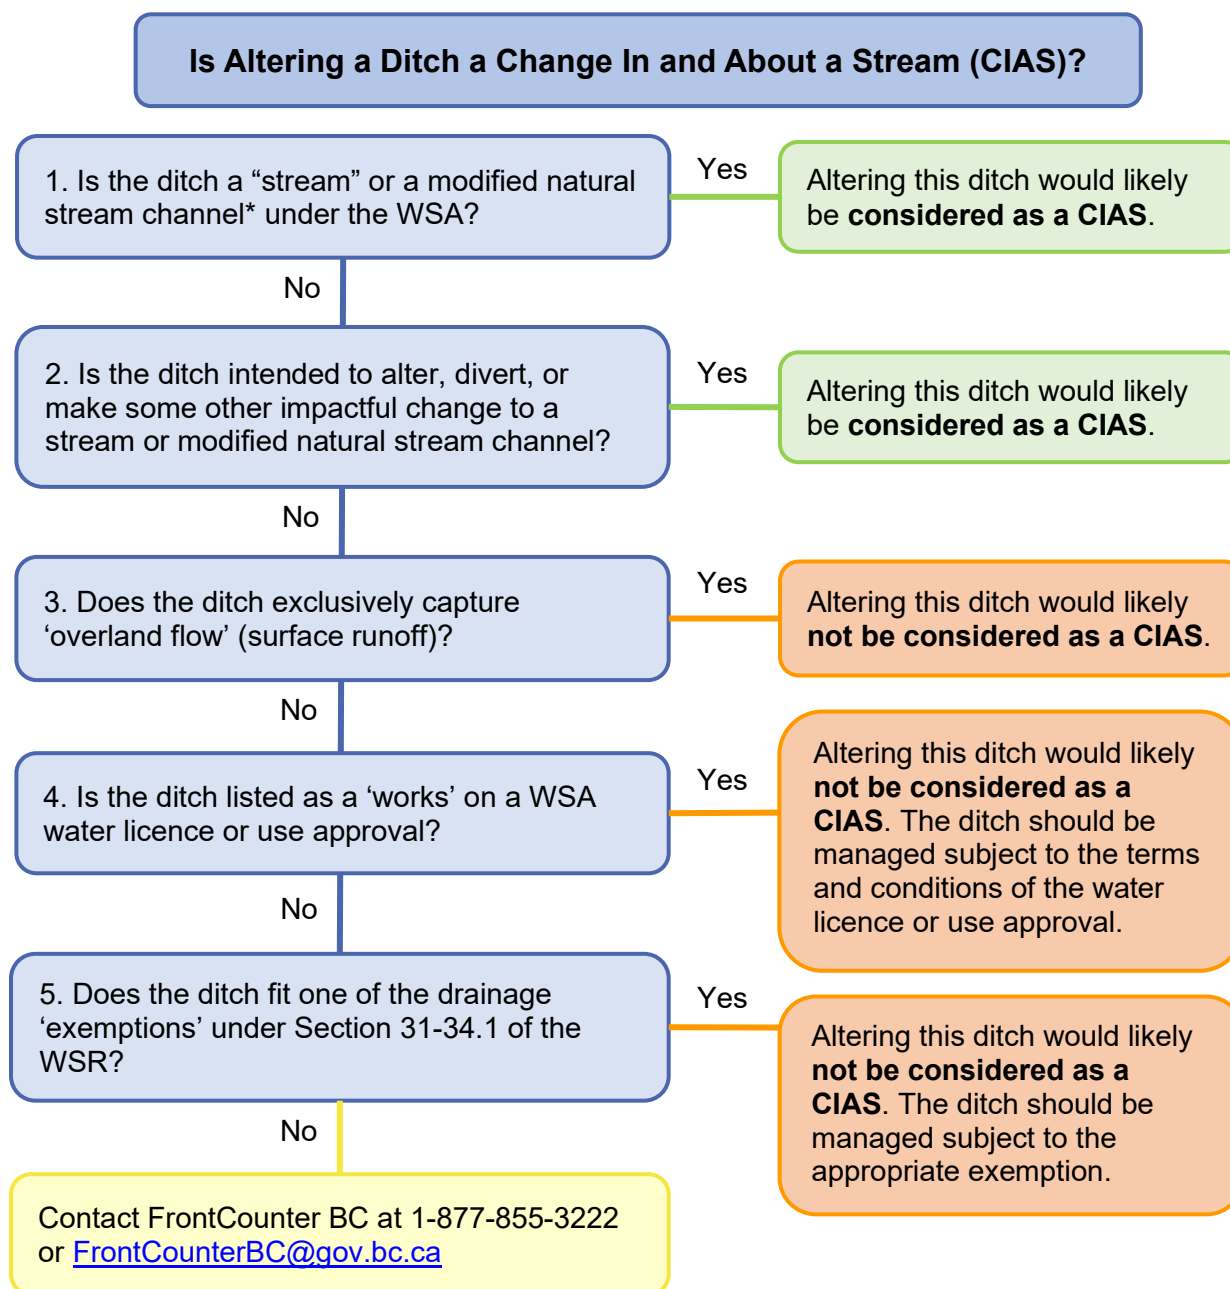 Is Altering a Ditch a Change In and About a Stream (CIAS)?
1. Is the ditch a “stream” or a modified natural
stream channel* under the WSA?
Yes
Altering this ditch would likely
be considered as a CIAS.
No
2. Is the ditch intended to alter, divert, or
make some other impactful change to a
stream or modified natural stream channel?
Yes
Altering this ditch would likely
be considered as a CIAS.
No
3. Does the ditch exclusively capture
‘overland flow’ (surface runoff)?
Yes
Altering this ditch would likely
not be considered as a CIAS.
No
4. Is the ditch listed as a ‘works’ on a WSA
water licence or use approval?
Yes
Altering this ditch would likely
not be considered as a
CIAS. The ditch should be
managed subject to the terms
and conditions of the water
licence or use approval.
No
5. Does the ditch fit one of the drainage
‘exemptions’ under Section 31-34.1 of the
WSR?
Yes
Altering this ditch would likely
not be considered as a
CIAS. The ditch should be
managed subject to the
appropriate exemption.
No
Contact FrontCounter BC at 1-877-855-3222
or FrontCounterBC@gov.bc.ca